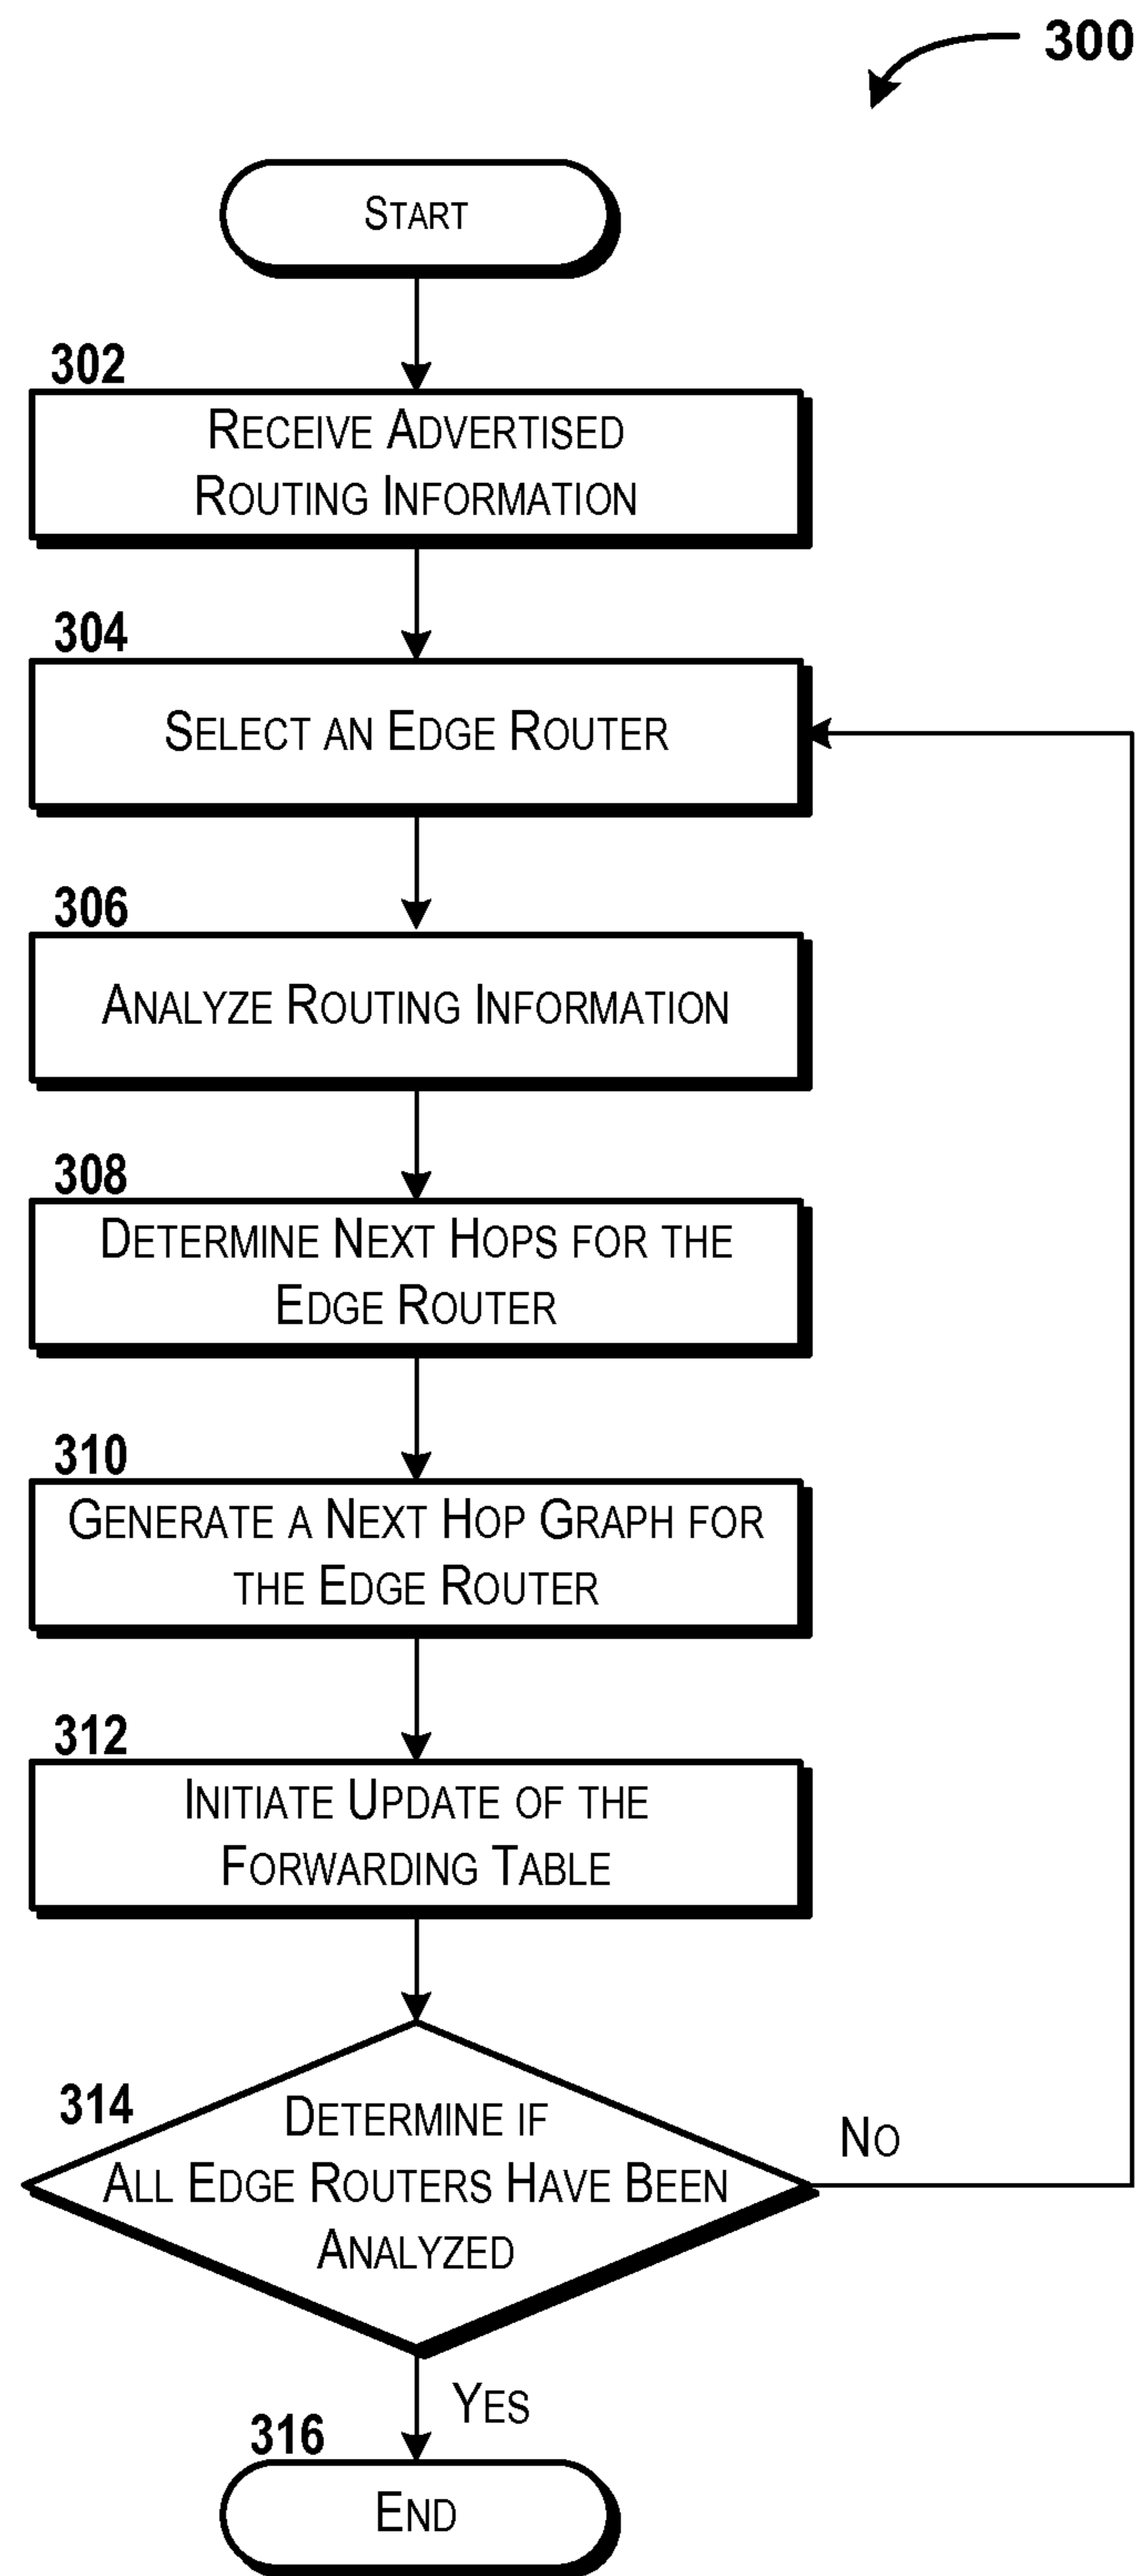 300
START
302
RECEIVE ADVERTISED
ROUTING INFORMATION
304
SELECT AN EDGE ROUTER
306
ANALYZE ROUTING INFORMATION
308
DETERMINE NEXT HOPS FOR THE
EDGE ROUTER
310
GENERATE A NEXT HOP GRAPH FOR
THE EDGE ROUTER
312
INITIATE UPDATE OF THE
FORWARDING TABLE
314
DETERMINE IF
ALL EDGE ROUTERS HAVE BEEN
ANALYZED
NO
YES
316
END